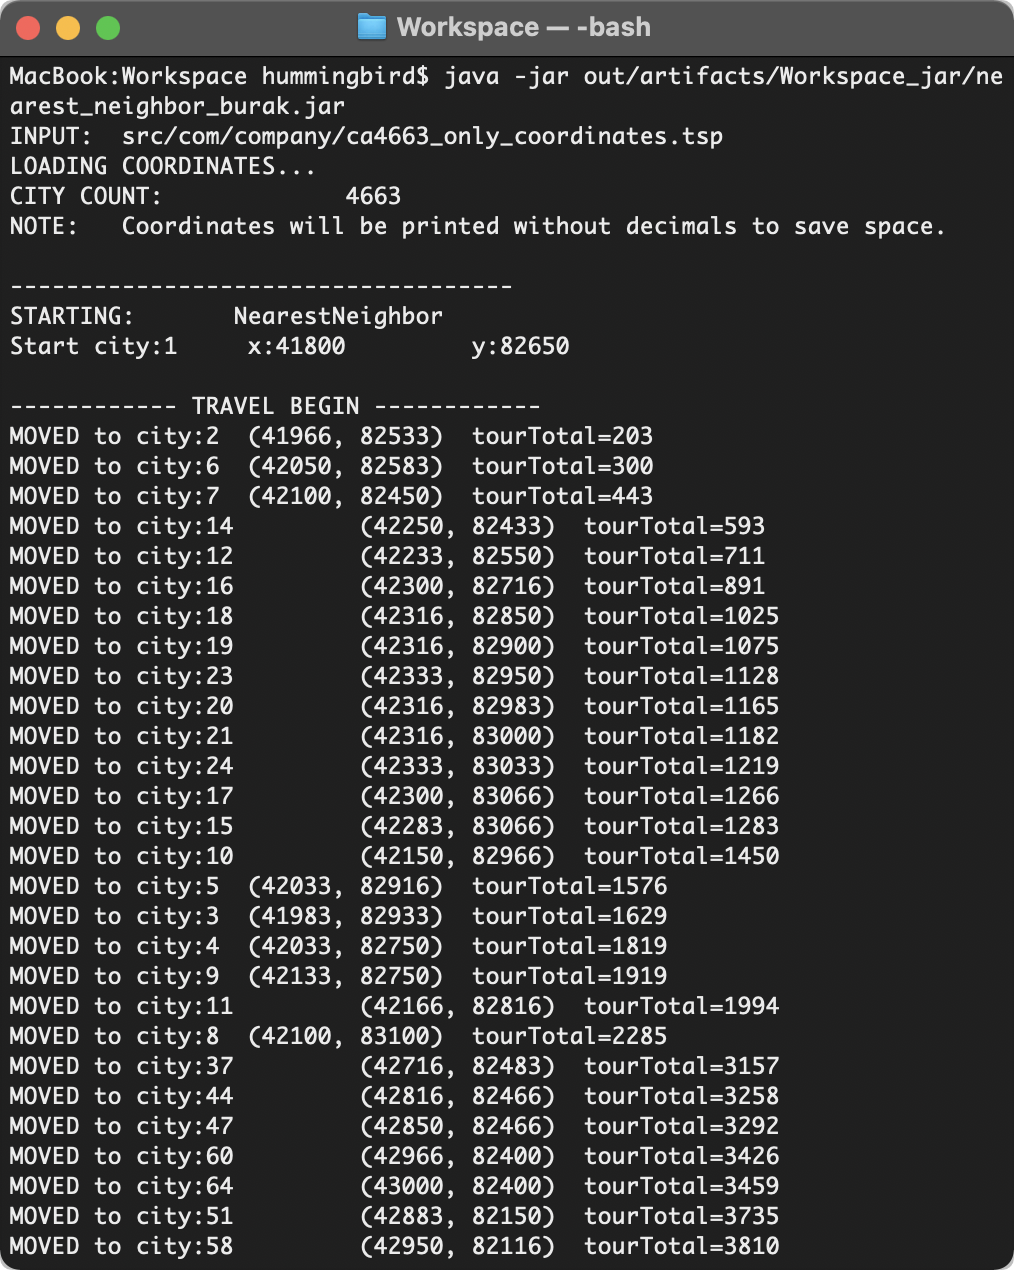 Workspace — -bash
MacBook:Workspace hummingbird$ java -jar out/artifacts/Workspace_jar/ne
arest_neighbor_burak.jar
INPUT:  src/com/company/ca4663_only_coordinates.tsp
LOADING COORDINATES...
CITY COUNT:             4663
NOTE:   Coordinates will be printed without decimals to save space.
------------------------------------
STARTING:       NearestNeighbor
Start city:1     x:41800         y:82650
------------ TRAVEL BEGIN ------------
MOVED to city:2  (41966, 82533)  tourTotal=203
MOVED to city:6  (42050, 82583)  tourTotal=300
MOVED to city:7  (42100, 82450)  tourTotal=443
MOVED to city:14         (42250, 82433)  tourTotal=593
MOVED to city:12         (42233, 82550)  tourTotal=711
MOVED to city:16         (42300, 82716)  tourTotal=891
MOVED to city:18         (42316, 82850)  tourTotal=1025
MOVED to city:19         (42316, 82900)  tourTotal=1075
MOVED to city:23         (42333, 82950)  tourTotal=1128
MOVED to city:20         (42316, 82983)  tourTotal=1165
MOVED to city:21         (42316, 83000)  tourTotal=1182
MOVED to city:24         (42333, 83033)  tourTotal=1219
MOVED to city:17         (42300, 83066)  tourTotal=1266
MOVED to city:15         (42283, 83066)  tourTotal=1283
MOVED to city:10         (42150, 82966)  tourTotal=1450
MOVED to city:5  (42033, 82916)  tourTotal=1576
MOVED to city:3  (41983, 82933)  tourTotal=1629
MOVED to city:4  (42033, 82750)  tourTotal=1819
MOVED to city:9  (42133, 82750)  tourTotal=1919
MOVED to city:11         (42166, 82816)  tourTotal=1994
MOVED to city:8  (42100, 83100)  tourTotal=2285
MOVED to city:37         (42716, 82483)  tourTotal=3157
MOVED to city:44         (42816, 82466)  tourTotal=3258
MOVED to city:47         (42850, 82466)  tourTotal=3292
MOVED to city:60         (42966, 82400)  tourTotal=3426
MOVED to city:64         (43000, 82400)  tourTotal=3459
MOVED to city:51         (42883, 82150)  tourTotal=3735
MOVED to city:58         (42950, 82116)  tourTotal=3810